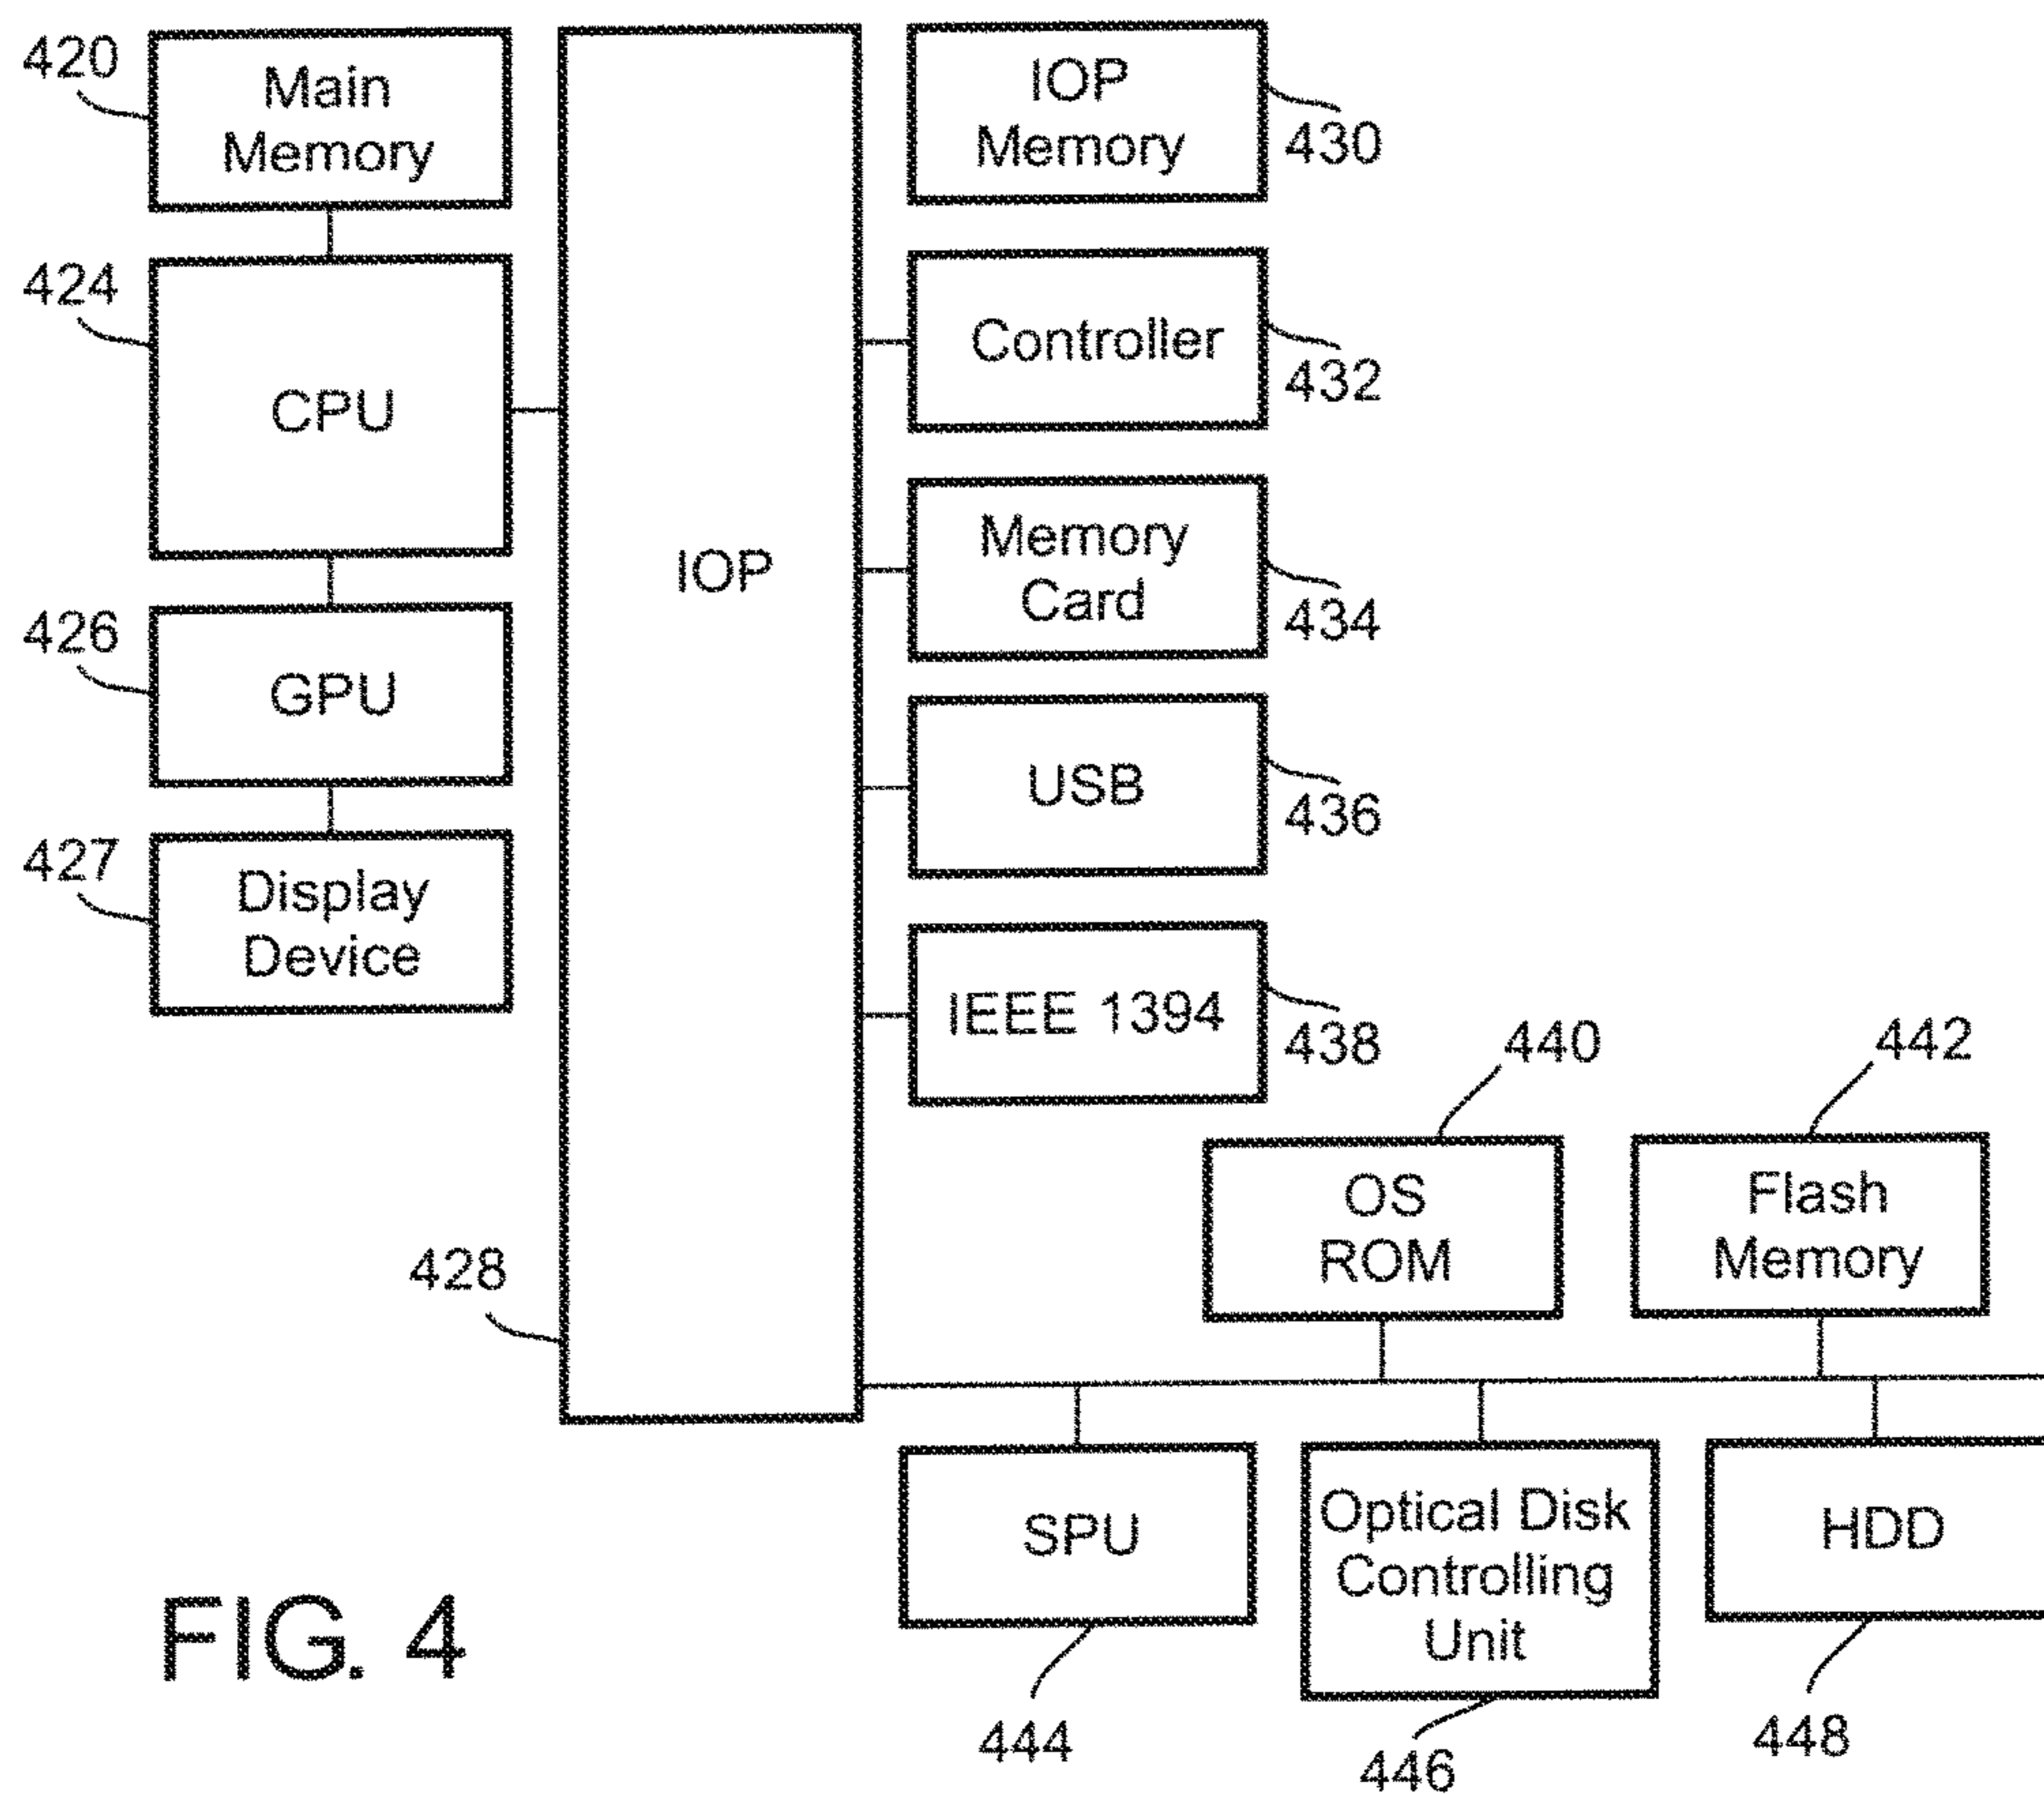 420
Main
Memory
424
CPU
426
GPU
427
Display
Device
428
IOP
IOP
Memory
430
Controller
432
Memory
Card
434
USB
436
IEEE 1394
438
440
OS
ROM
442
Flash
Memory
SPU
444
Optical Disk
Controlling
Unit
446
HDD
448
FIG. 4